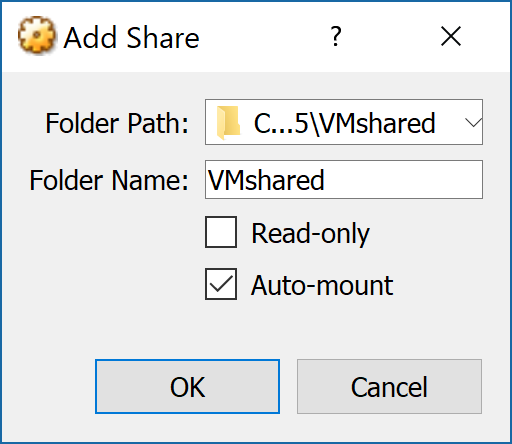 Add Share ?
Folder Path: C...5\VMshared
Folder Name: VMshared
Read-only
Auto-mount
OK Cancel